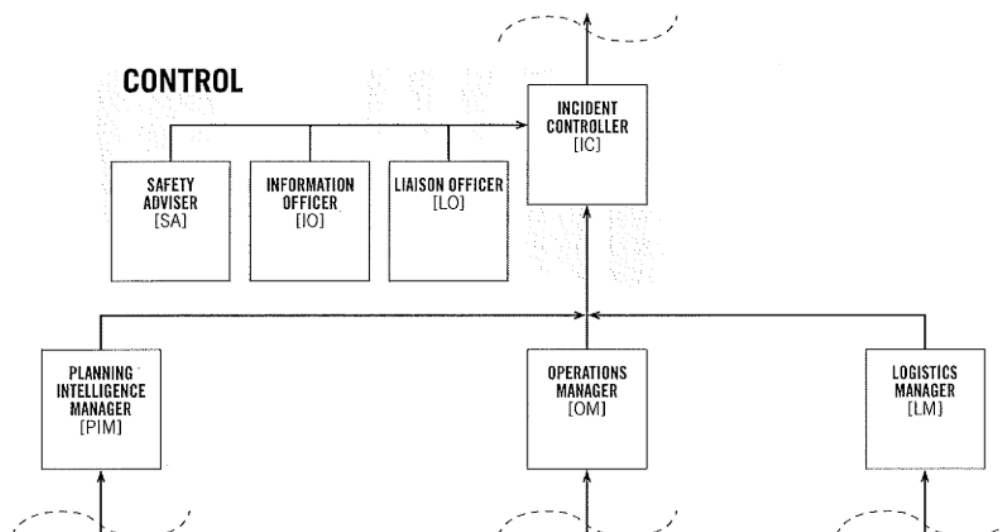 CONTROL
INCIDENT
CONTROLLER
[IC]
SAFETY
ADVISER
[SA]
INFORMATION
OFFICER
[IO]
LIAISON OFFICER
[LO]
PLANNING
INTELLIGENCE
MANAGER
[PIM]
OPERATIONS
MANAGER
[OM]
LOGISTICS
MANAGER
[LM]